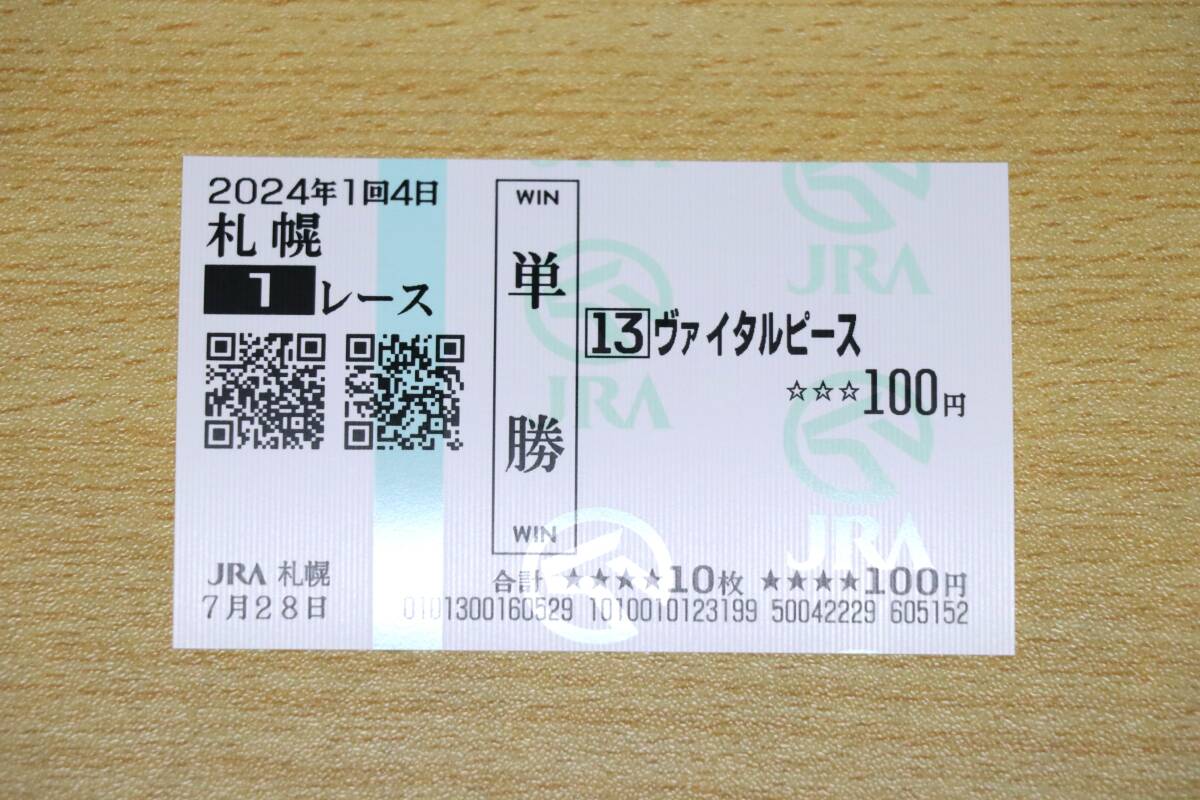 2024年1回4日
札幌
1レース
WIN
単勝
WIN
13ヴァイタルピース
☆☆☆100円
JRA 札幌
7月28日
合計 ★★★★10枚 ★★★★100円
0101300160529 1010010123199 50042229 605152
JRA
JRA
JRA